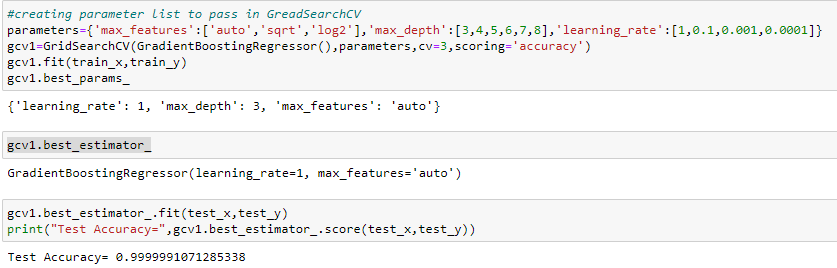 #creating parameter list to pass in GreadSearchCV
parameters={'max_features':['auto','sqrt','log2'],'max_depth':[3,4,5,6,7,8],'learning_rate':[1,0.1,0.001,0.0001]}
gcv1=GridSearchCV(GradientBoostingRegressor(),parameters,cv=3,scoring='accuracy')
gcv1.fit(train_x,train_y)
gcv1.best_params_
{'learning_rate': 1, 'max_depth': 3, 'max_features': 'auto'}
gcv1.best_estimator_
GradientBoostingRegressor(learning_rate=1, max_features='auto')
gcv1.best_estimator_.fit(test_x,test_y)
print("Test Accuracy=",gcv1.best_estimator_.score(test_x,test_y))
Test Accuracy= 0.9999991071285338